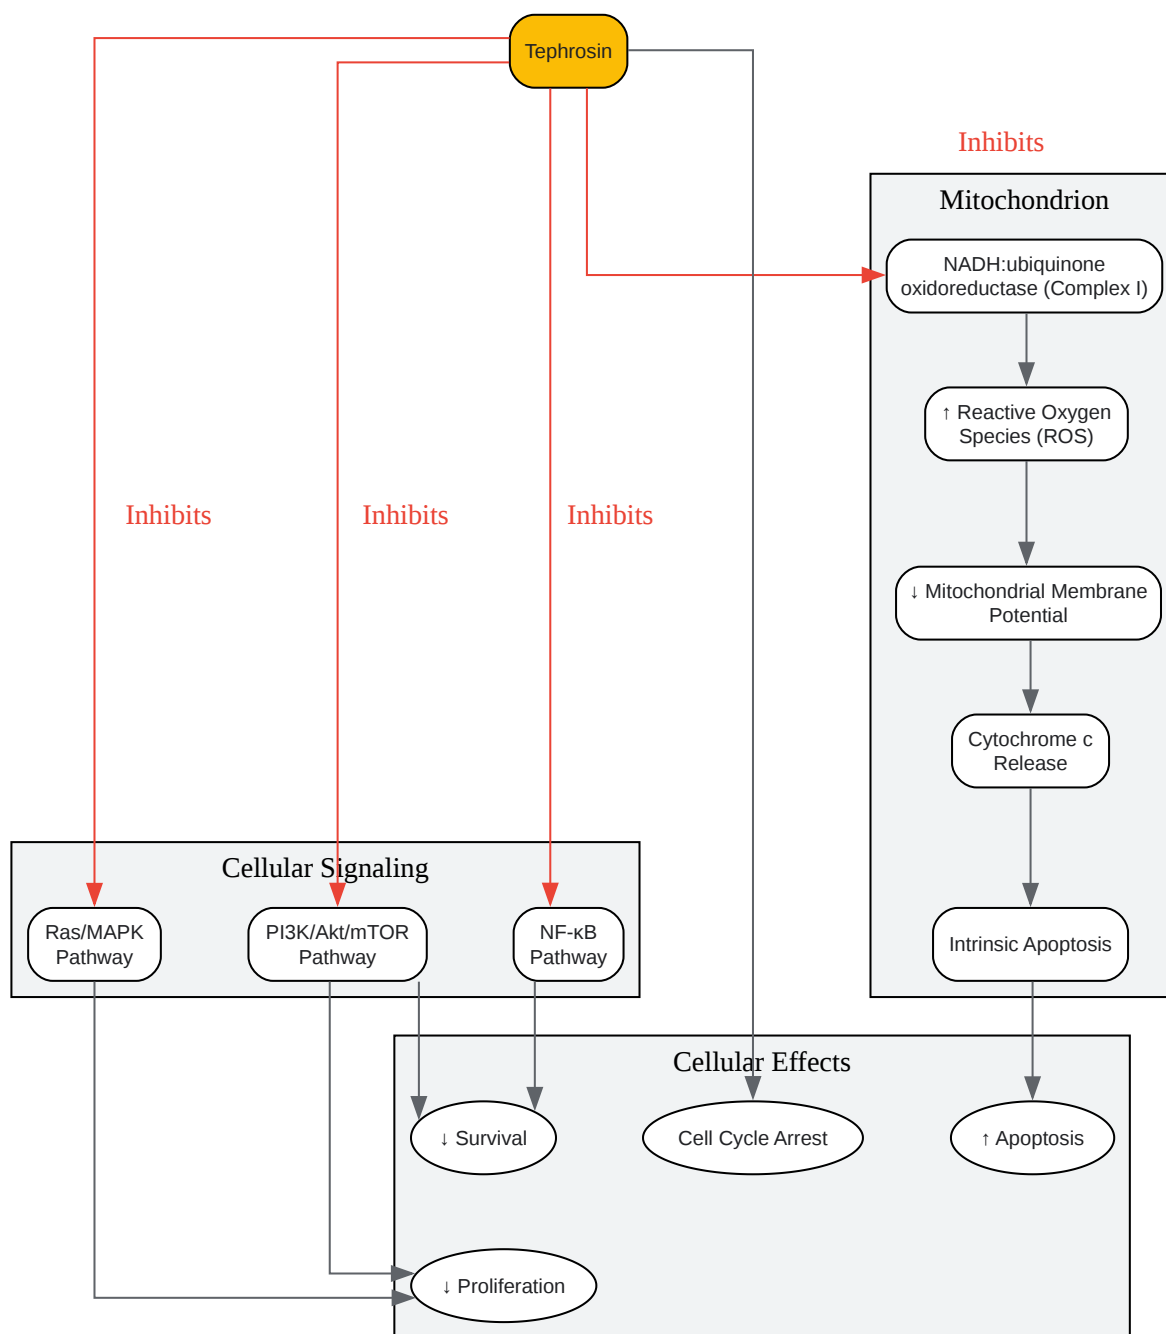 Tephrosin
Inhibits
Mitochondrion
NADH:ubiquinone
oxidoreductase (Complex I)
↑ Reactive Oxygen
Species (ROS)
Inhibits
Inhibits
Inhibits
↓ Mitochondrial Membrane
Potential
Cytochrome c
Release
Cellular Signaling
Ras/MAPK
Pathway
PI3K/Akt/mTOR
Pathway
NF-κB
Pathway
Intrinsic Apoptosis
Cellular Effects
↓ Survival
Cell Cycle Arrest
↑ Apoptosis
↓ Proliferation